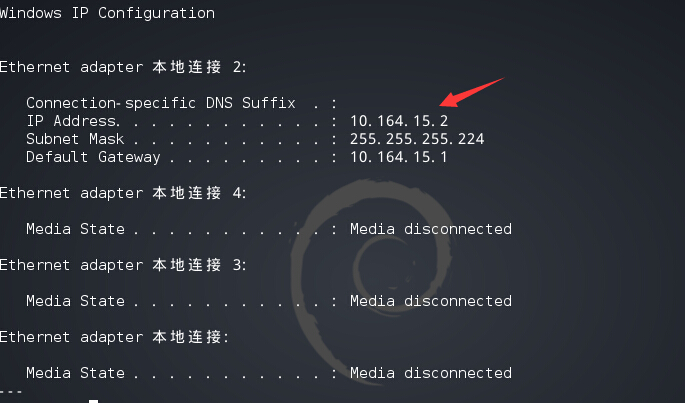 Windows IP Configuration
Ethernet adapter 本地连接 2:
Connection-specific DNS Suffix . :
IP Address. . . . . . . . . . . . : 10.164.15.2
Subnet Mask . . . . . . . . . . . : 255.255.255.224
Default Gateway . . . . . . . . . : 10.164.15.1
Ethernet adapter 本地连接 4:
Media State . . . . . . . . . . . : Media disconnected
Ethernet adapter 本地连接 3:
Media State . . . . . . . . . . . : Media disconnected
Ethernet adapter 本地连接:
Media State . . . . . . . . . . . : Media disconnected
---